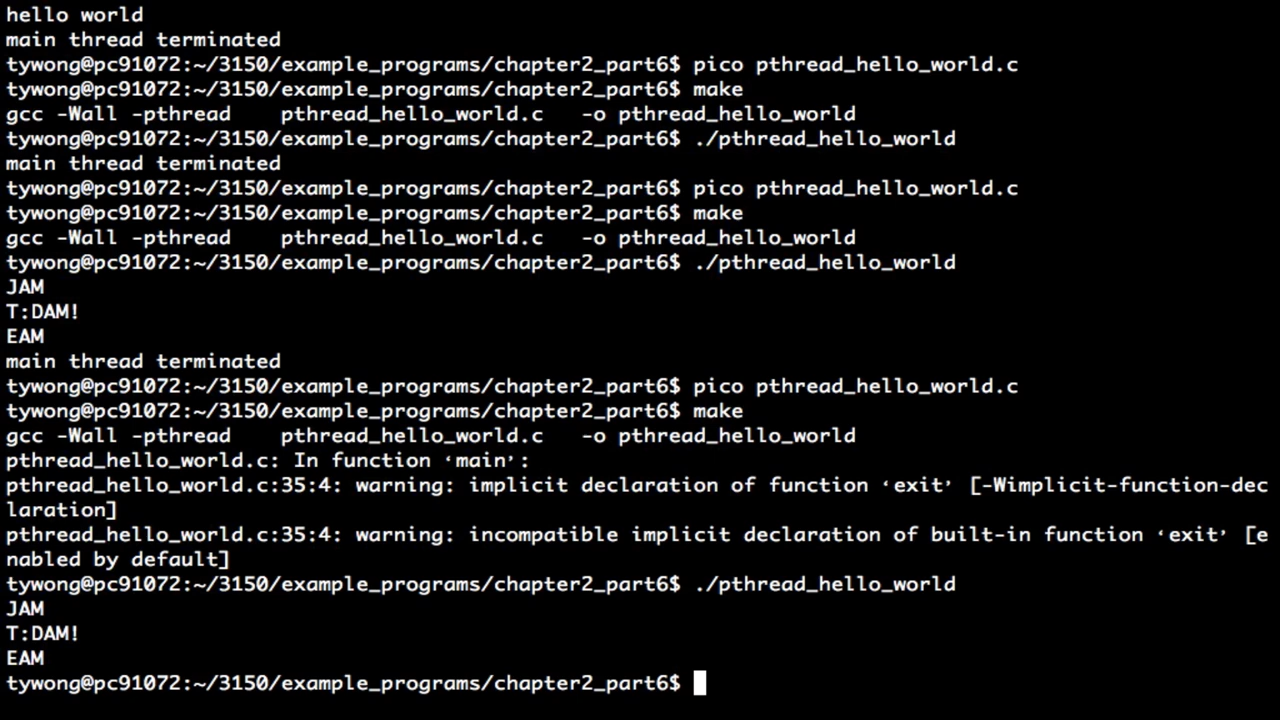 hello world
main thread terminated
tywong@pc91072:~/3150/example_programs/chapter2_part6$ pico pthread_hello_world.c
tywong@pc91072:~/3150/example_programs/chapter2_part6$ make
gcc -Wall -pthread    pthread_hello_world.c   -o pthread_hello_world
tywong@pc91072:~/3150/example_programs/chapter2_part6$ ./pthread_hello_world
main thread terminated
tywong@pc91072:~/3150/example_programs/chapter2_part6$ pico pthread_hello_world.c
tywong@pc91072:~/3150/example_programs/chapter2_part6$ make
gcc -Wall -pthread    pthread_hello_world.c   -o pthread_hello_world
tywong@pc91072:~/3150/example_programs/chapter2_part6$ ./pthread_hello_world
JAM
T:DAM!
EAM
main thread terminated
tywong@pc91072:~/3150/example_programs/chapter2_part6$ pico pthread_hello_world.c
tywong@pc91072:~/3150/example_programs/chapter2_part6$ make
gcc -Wall -pthread    pthread_hello_world.c   -o pthread_hello_world
pthread_hello_world.c: In function ‘main’:
pthread_hello_world.c:35:4: warning: implicit declaration of function ‘exit’ [-Wimplicit-function-dec
laration]
pthread_hello_world.c:35:4: warning: incompatible implicit declaration of built-in function ‘exit’ [e
nabled by default]
tywong@pc91072:~/3150/example_programs/chapter2_part6$ ./pthread_hello_world
JAM
T:DAM!
EAM
tywong@pc91072:~/3150/example_programs/chapter2_part6$